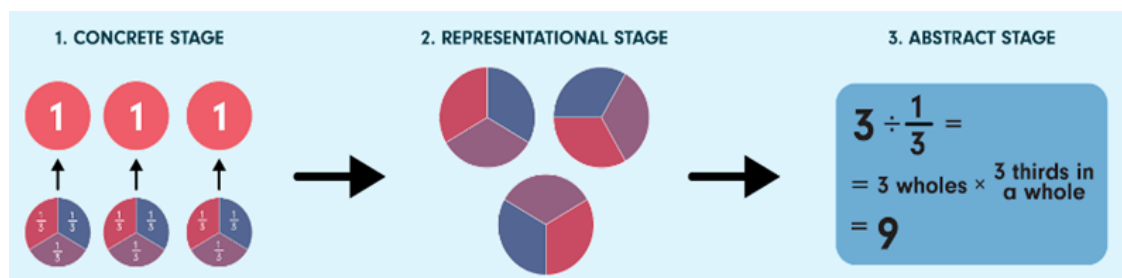 1. CONCRETE STAGE
1 1 1
1/3 1/3 1/3 1/3 1/3 1/3
1/3 1/3 1/3
2. REPRESENTATIONAL STAGE
3. ABSTRACT STAGE
3 ÷ 1/3 =
= 3 wholes × 3 thirds in
a whole
= 9